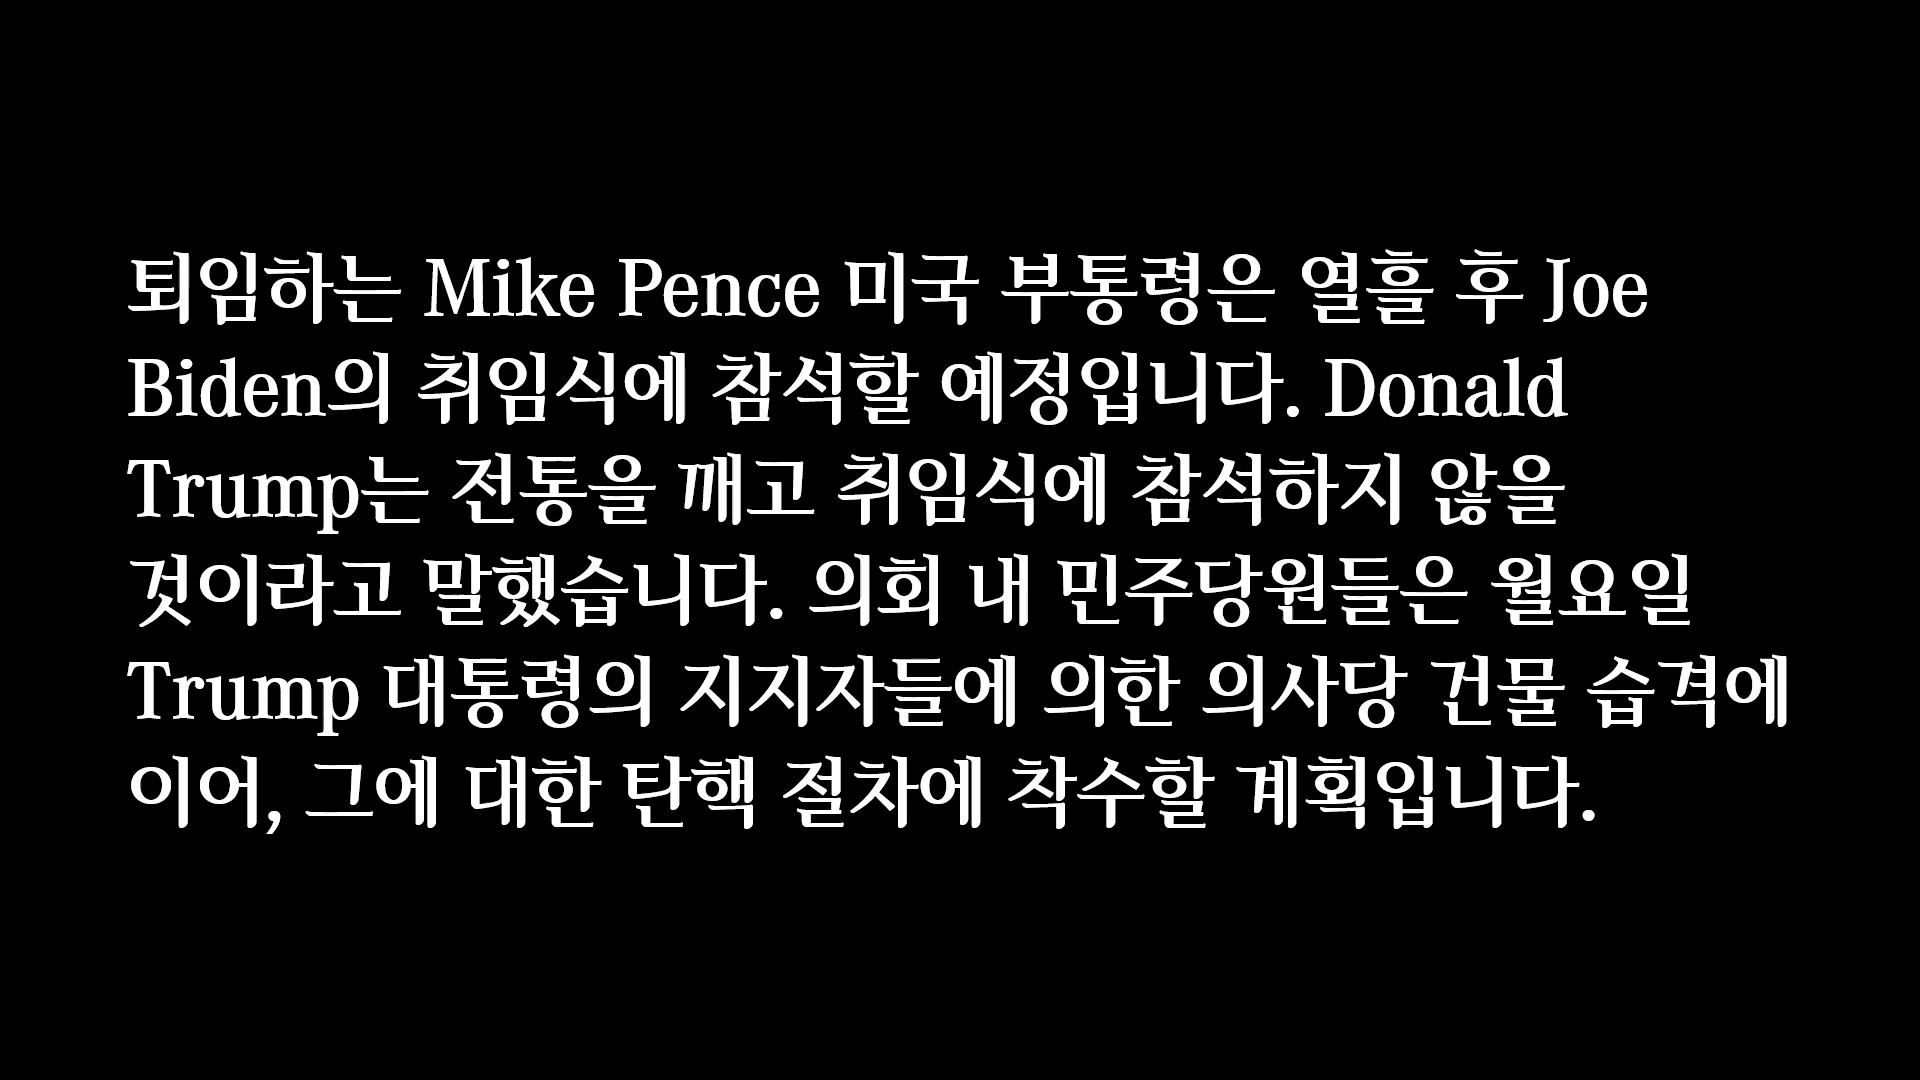 퇴임하는 Mike Pence 미국 부통령은 열흘 후 Joe
Biden의 취임식에 참석할 예정입니다. Donald
Trump는 전통을 깨고 취임식에 참석하지 않을
것이라고 말했습니다. 의회 내 민주당원들은 월요일
Trump 대통령의 지지자들에 의한 의사당 건물 습격에
이어, 그에 대한 탄핵 절차에 착수할 계획입니다.